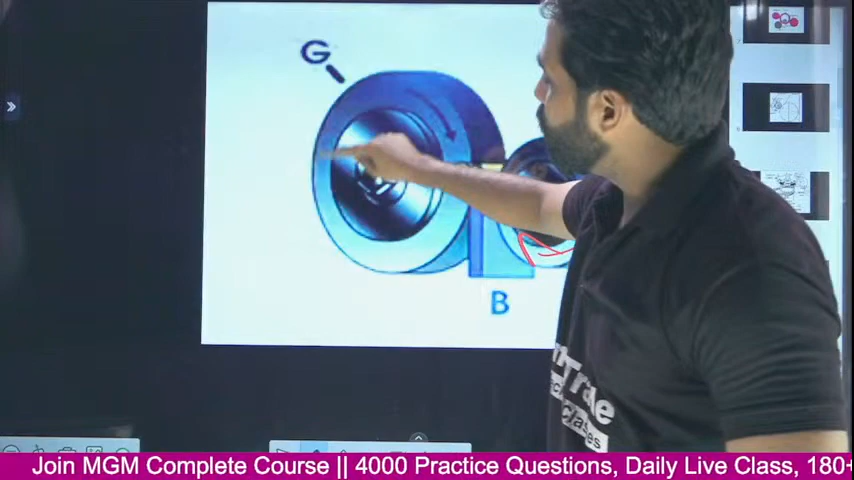 G
B
Join MGM Complete Course || 4000 Practice Questions, Daily Live Class, 180+